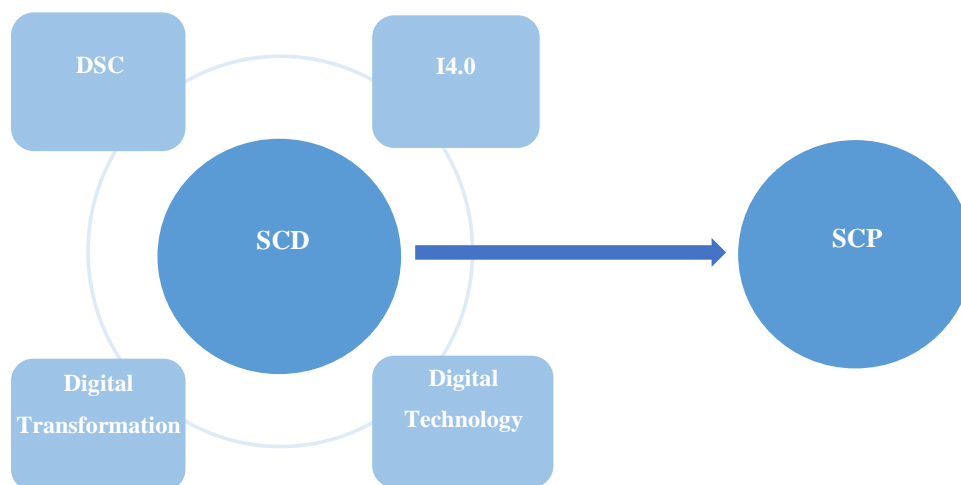 DSC
I4.0
SCD
SCP
Digital
Transformation
Digital
Technology